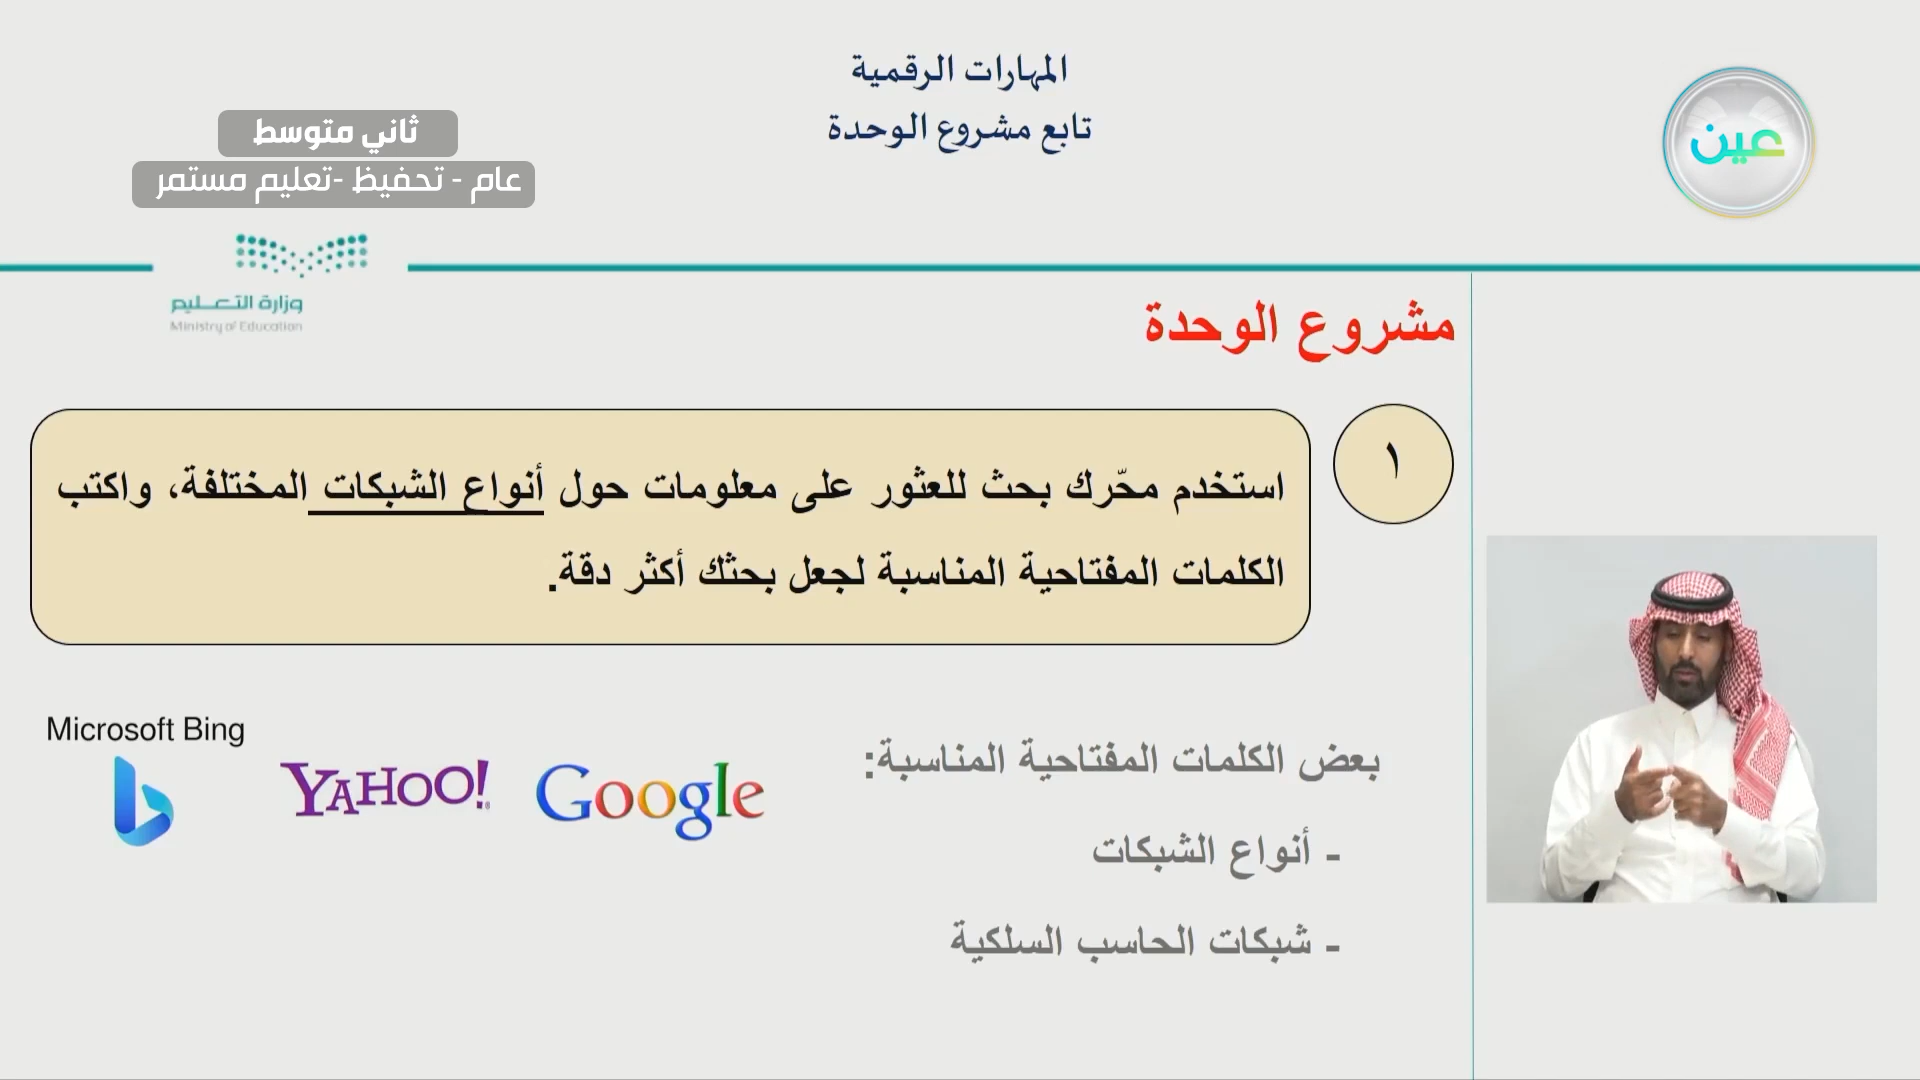 المهارات الرقمية
تابع مشروع الوحدة
عين
ثاني متوسط
عام - تحفيظ -تعليم مستمر
وزارة التعليم
Ministry of Education
مشروع الوحدة
١
استخدم محّرك بحث للعثور على معلومات حول أنواع الشبكات المختلفة، واكتب
الكلمات المفتاحية المناسبة لجعل بحثك أكثر دقة.
بعض الكلمات المفتاحية المناسبة:
- أنواع الشبكات
- شبكات الحاسب السلكية
Google
YAHOO!
Microsoft Bing